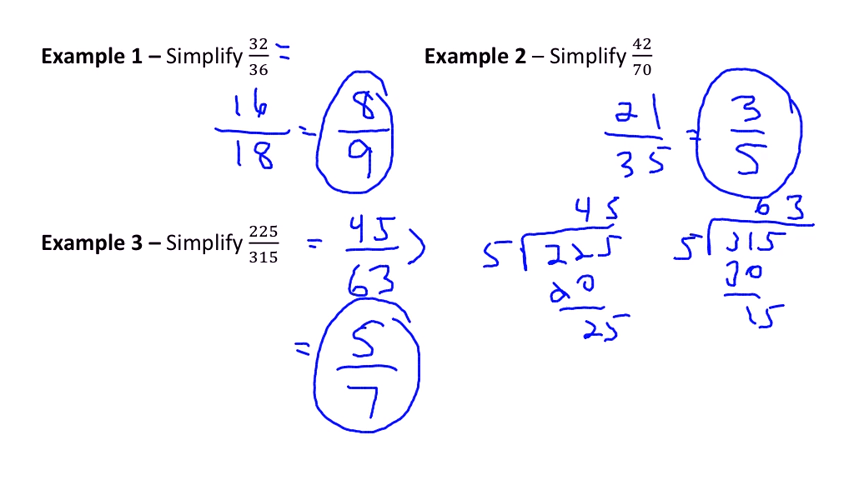 Example 1 – Simplify 32/36 =
16/18 = 8/9
Example 2 – Simplify 42/70
21/35 = 3/5
Example 3 – Simplify 225/315 = 45/63 >
= 5/7
45
5 225
20
25
63
5 315
30
15